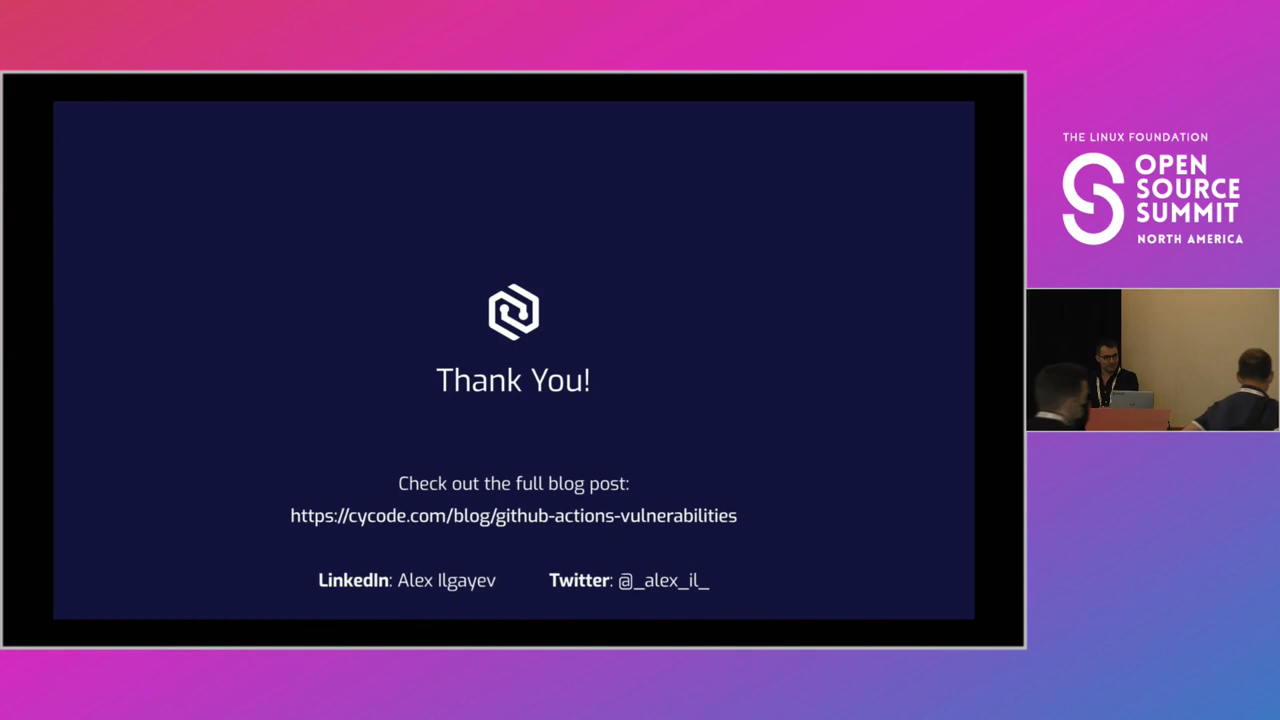 Thank You!
Check out the full blog post:
https://cycode.com/blog/github-actions-vulnerabilities
LinkedIn: Alex Ilgayev Twitter: @_alex_il_
THE LINUX FOUNDATION
OPEN
SOURCE
SUMMIT
NORTH AMERICA